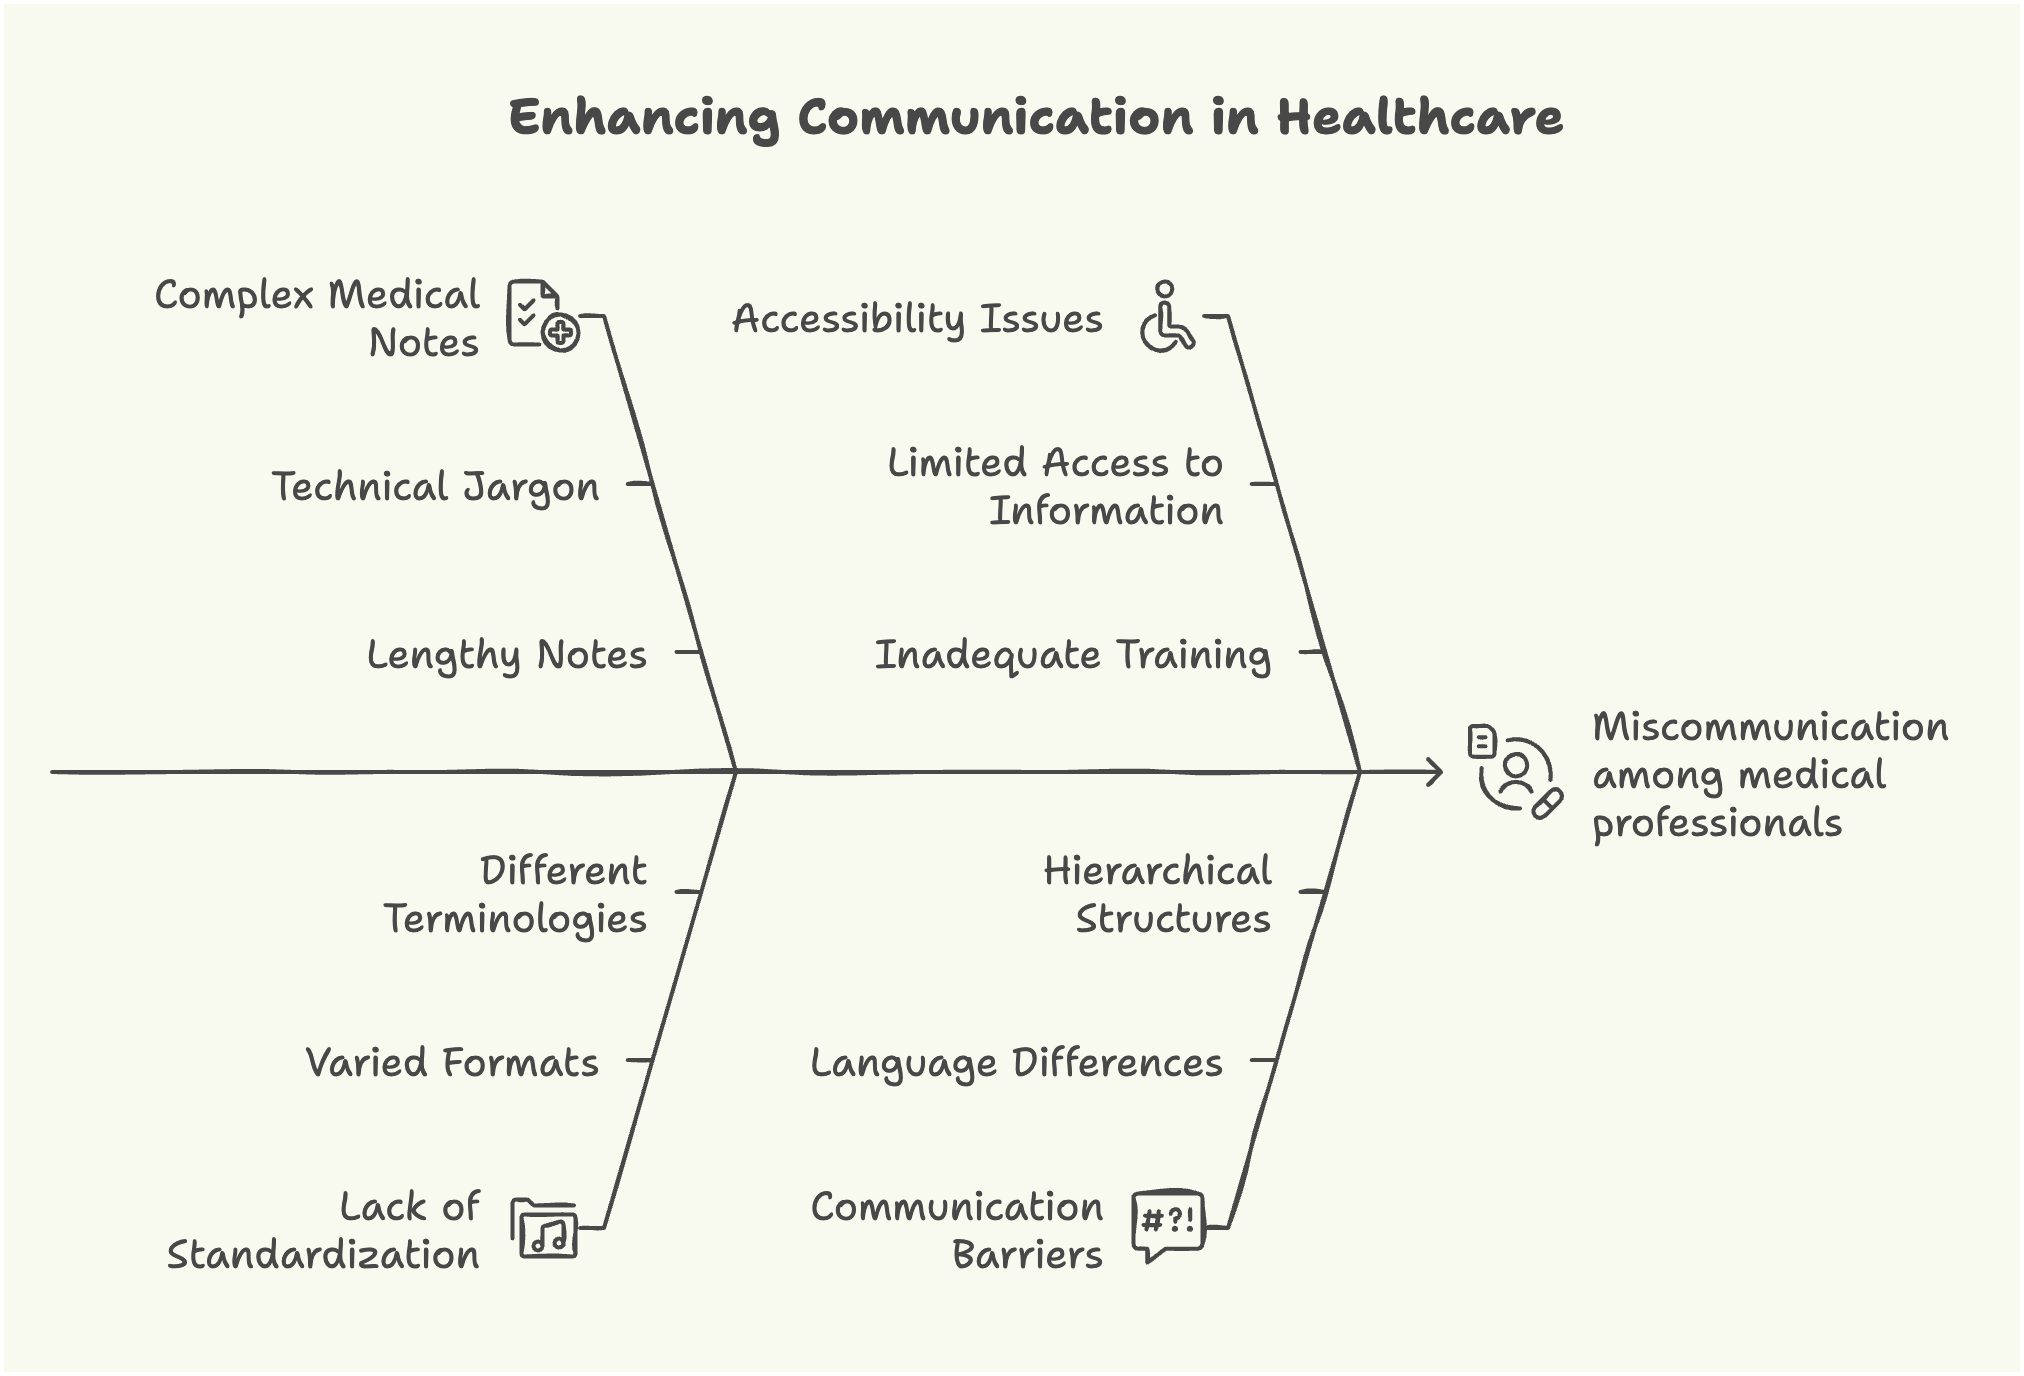 Enhancing Communication in Healthcare
Complex Medical
Notes
Technical Jargon
Lengthy Notes
Accessibility Issues
Limited Access to
Information
Inadequate Training
Miscommunication
among medical
professionals
Different
Terminologies
Varied Formats
Lack of
Standardization
Hierarchical
Structures
Language Differences
Communication
Barriers
#?!